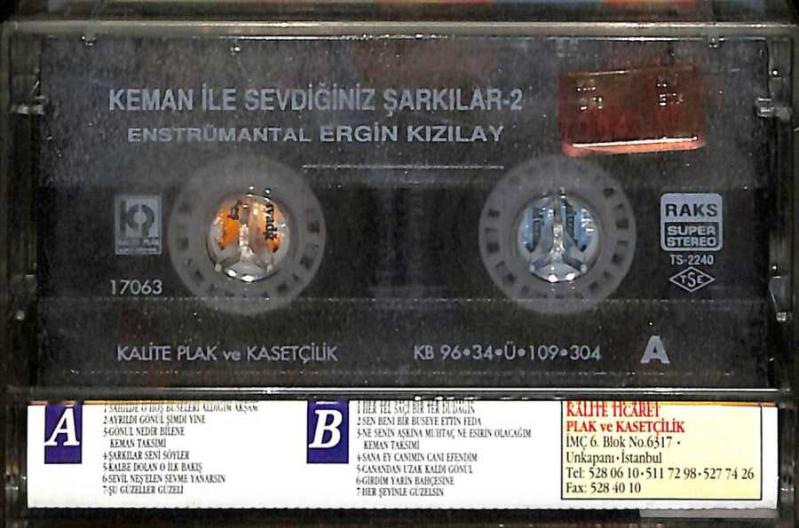 KEMAN İLE SEVDİĞİNİZ ŞARKILAR-2
ENSTRÜMANTAL ERGİN KIZILAY
KALİTE PLAK
RAKS
SUPER
STEREO
TS-2240
TSE
17063
KALİTE PLAK ve KASETÇİLİK
KB 96•34•Ü•109•304
A
A
1-SAHİLDE O HOŞ BUSELERİ ALDIĞIM AKŞAM
2-AYRILDI GÖNÜL ŞİMDİ YİNE
3-GÖNÜL NEDİR BİLENE
KEMAN TAKSİMİ
4-ŞARKILAR SENİ SÖYLER
5-KALBE DOLAN O İLK BAKIŞ
6-SEVİL NEŞ'ELEN SEVME YANARSIN
7-ŞU GÜZELLER GÜZELİ
B
1-HER TEL SAÇI BİR TER DUDAĞIN
2-SEN BENİ BİR BUSEYE ETTİN FEDA
3-NE SENİN AŞKINA MUHTAÇ NE ESİRİN OLACAĞIM
KEMAN TAKSİMİ
4-SANA EY CANIMIN CANI EFENDİM
5-CANANDAN UZAK KALDI GÖNÜL
6-GİRDİM YARİN BAHÇESİNE
7-HER ŞEYİNLE GÜZELSİN
KALİTE TİCARET
PLAK ve KASETÇİLİK
İMÇ 6. Blok No.6317 •
Unkapanı • İstanbul
Tel: 528 06 10 • 511 72 98 • 527 74 26
Fax: 528 40 10